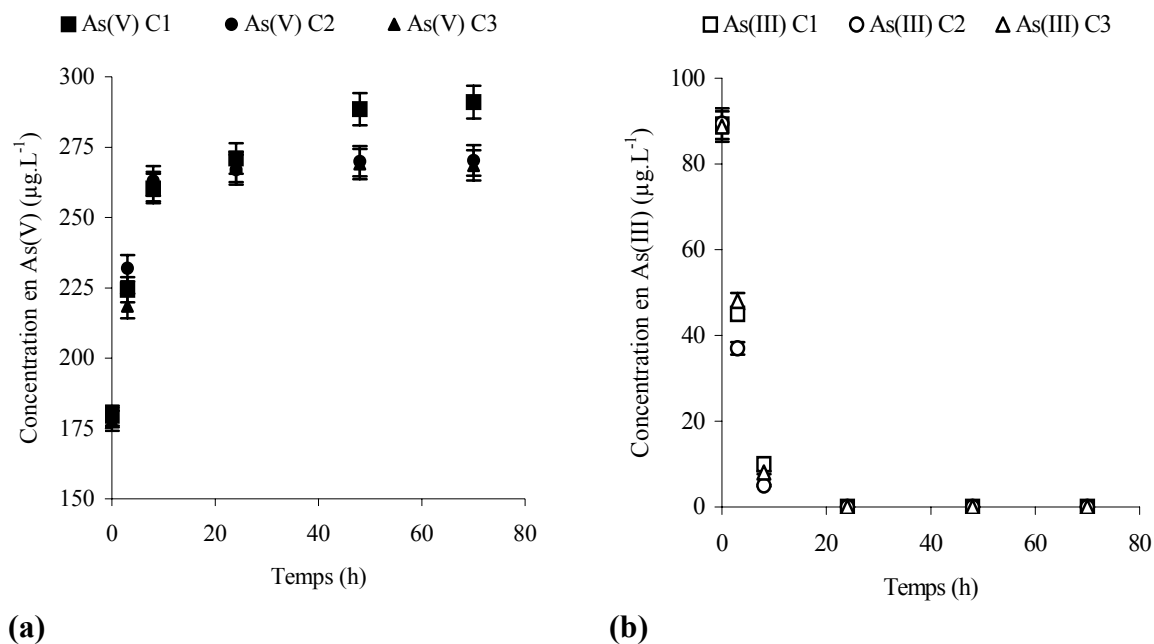 As(V) C1 As(V) C2 As(V) C3
Concentration en As(V) (µg.L-1)
300
275
250
225
200
175
150
0 20 40 60 80
Temps (h)
(a)
As(III) C1 As(III) C2 As(III) C3
Concentration en As(III) (µg.L-1)
100
80
60
40
20
0
0 20 40 60 80
Temps (h)
(b)